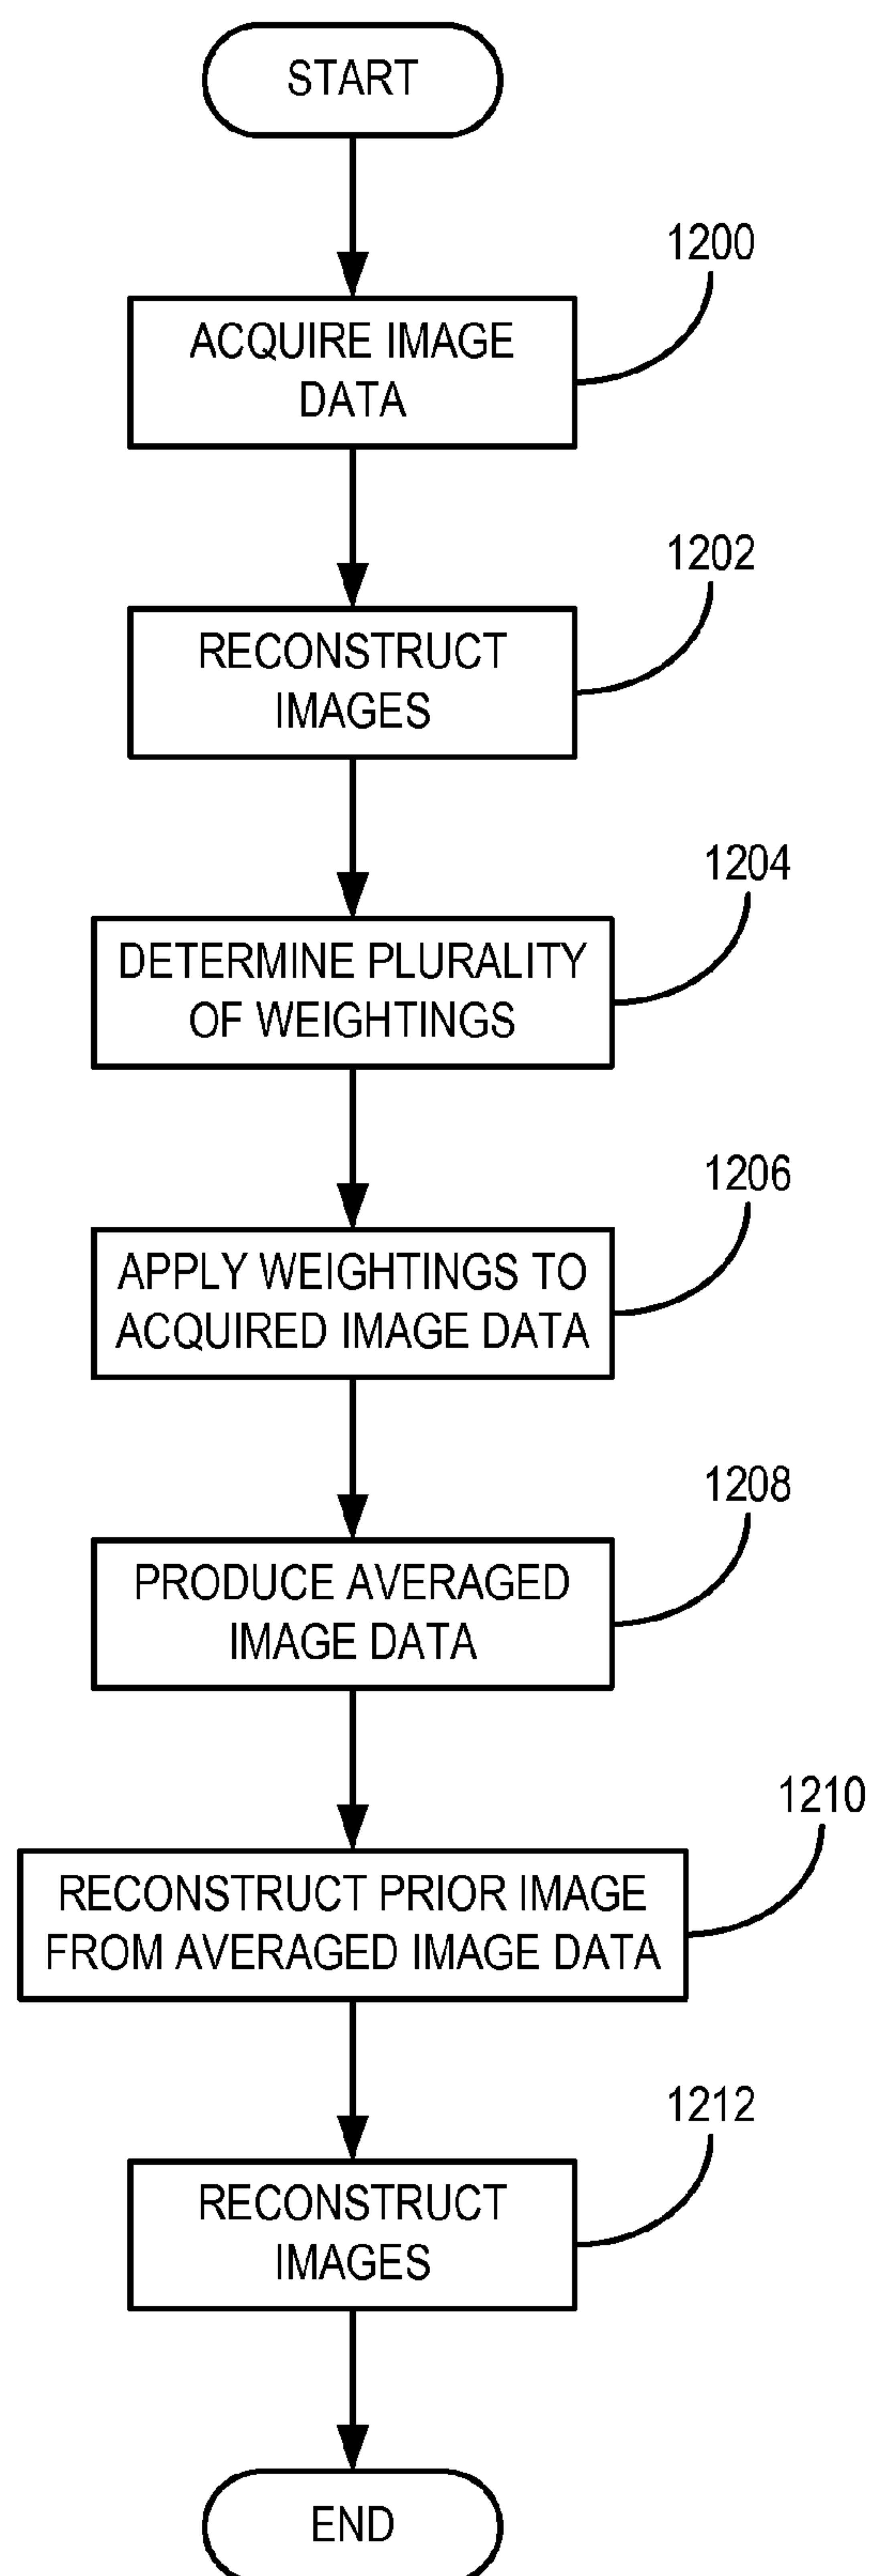 START
1200
ACQUIRE IMAGE
DATA
1202
RECONSTRUCT
IMAGES
1204
DETERMINE PLURALITY
OF WEIGHTINGS
1206
APPLY WEIGHTINGS TO
ACQUIRED IMAGE DATA
1208
PRODUCE AVERAGED
IMAGE DATA
1210
RECONSTRUCT PRIOR IMAGE
FROM AVERAGED IMAGE DATA
1212
RECONSTRUCT
IMAGES
END